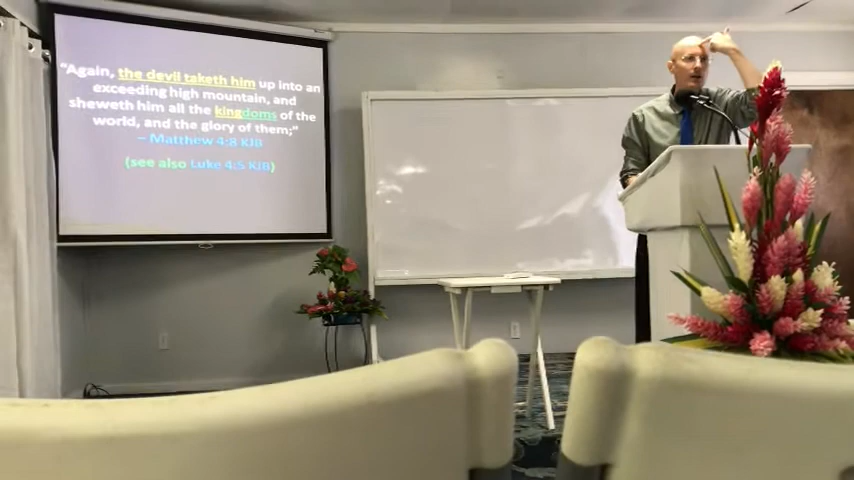 “Again, the devil taketh him up into an
exceeding high mountain, and
sheweth him all the kingdoms of the
world, and the glory of them;”
– Matthew 4:8 KJB
(see also Luke 4:5 KJB)